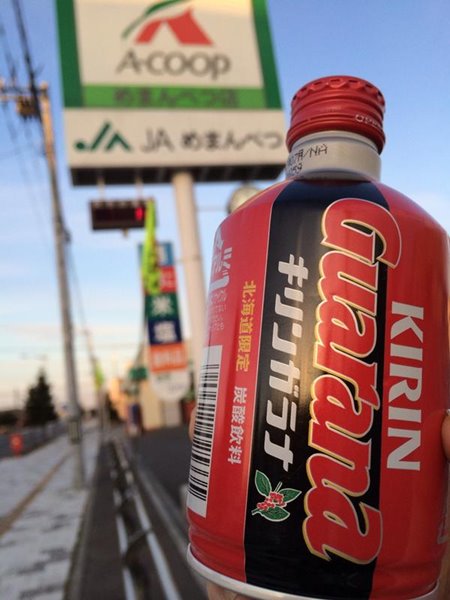 A-COOP
めまんべつ店
JA めまんべつ
KIRIN
Guarana
キリンガラナ
北海道限定 炭酸飲料